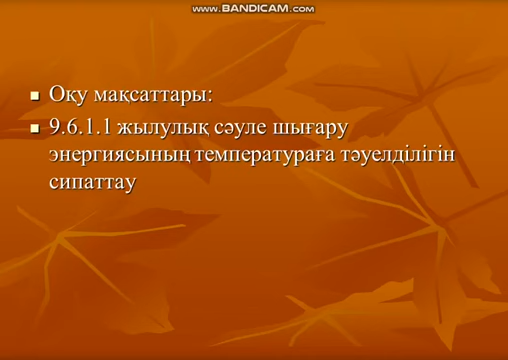 www.BANDICAM.com
Оқу мақсаттары:
9.6.1.1 жылулық сәуле шығару
энергиясының температураға тәуелділігін
сипаттау